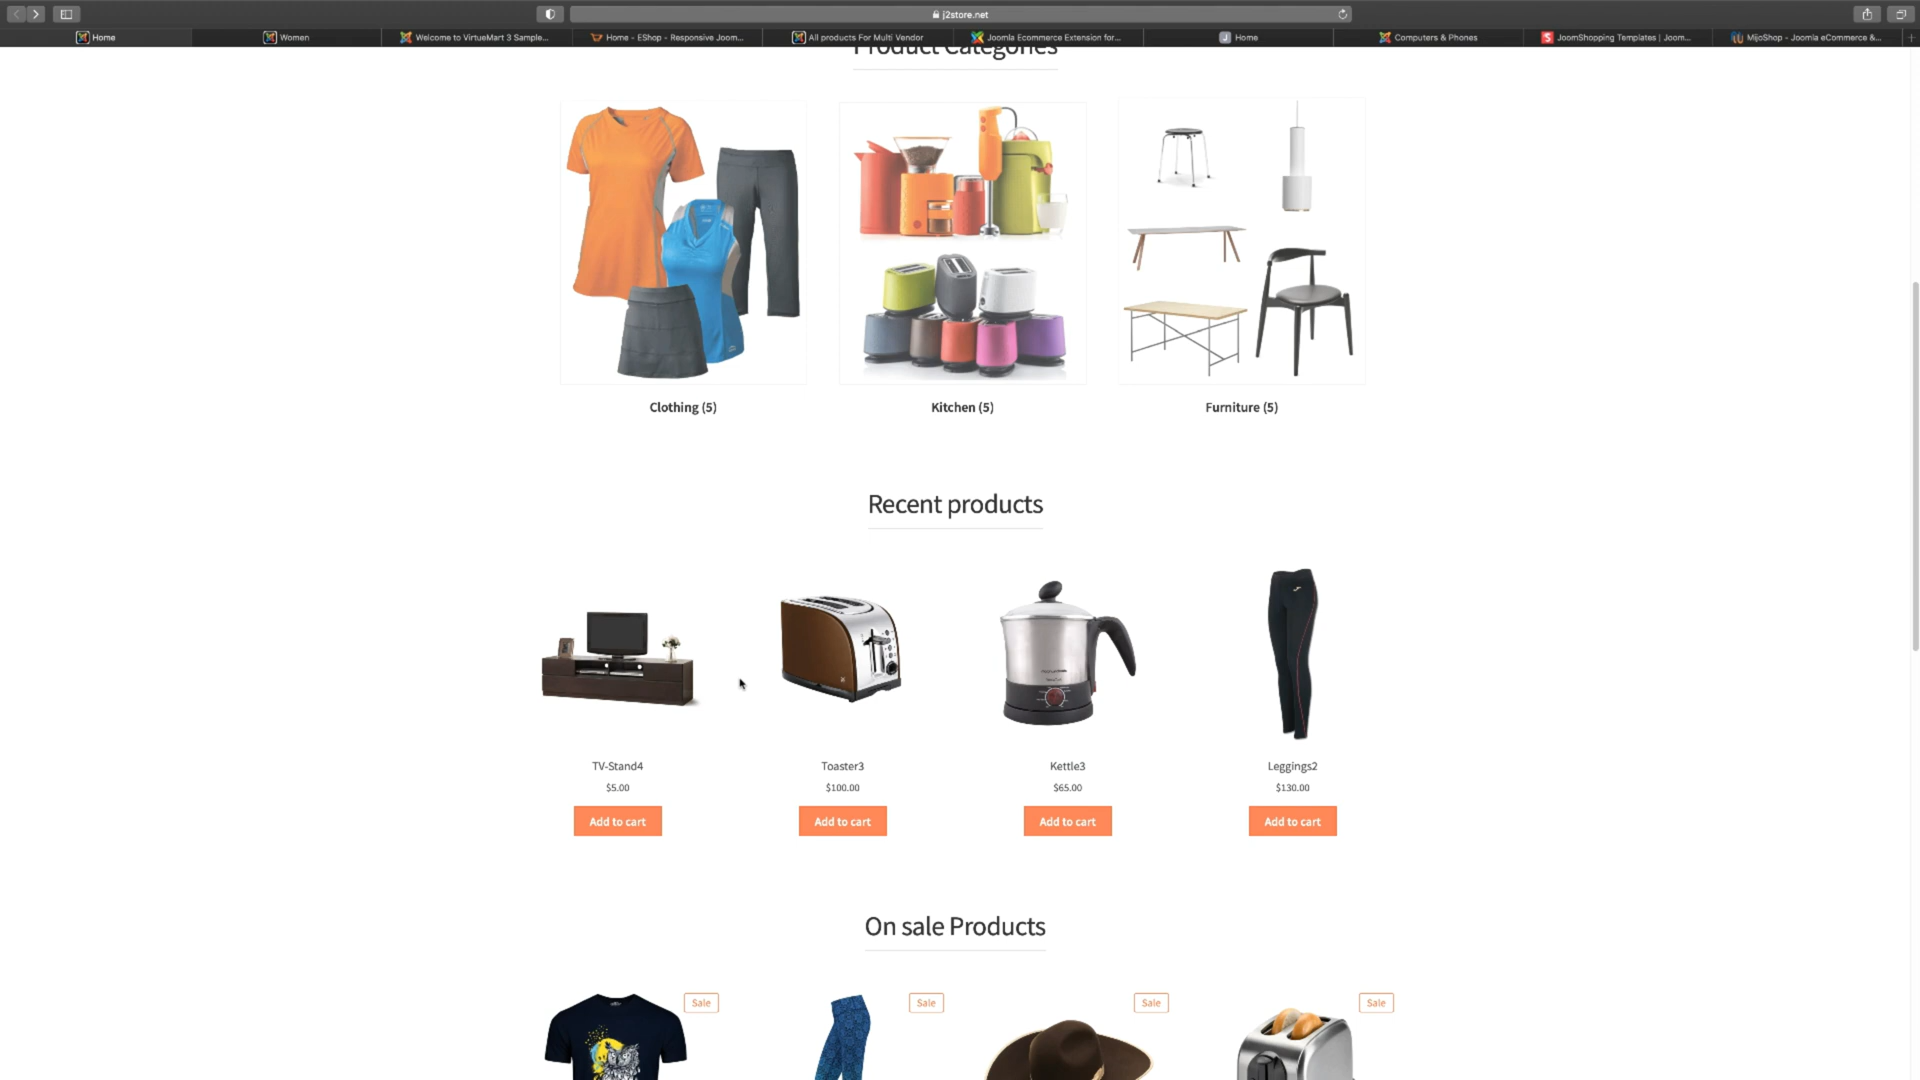 j2store.net
Home
Women
Welcome to VirtueMart 3 Sample...
Home - EShop - Responsive Joom...
All products For Multi Vendor
Joomla Ecommerce Extension for...
Home
Computers & Phones
JoomShopping Templates | Joom...
MijoShop - Joomla eCommerce &...
Product Categories
Clothing (5)
Kitchen (5)
Furniture (5)
Recent products
TV-Stand4
Toaster3
Kettle3
Leggings2
$5.00
$100.00
$65.00
$130.00
Add to cart
Add to cart
Add to cart
Add to cart
On sale Products
Sale
Sale
Sale
Sale